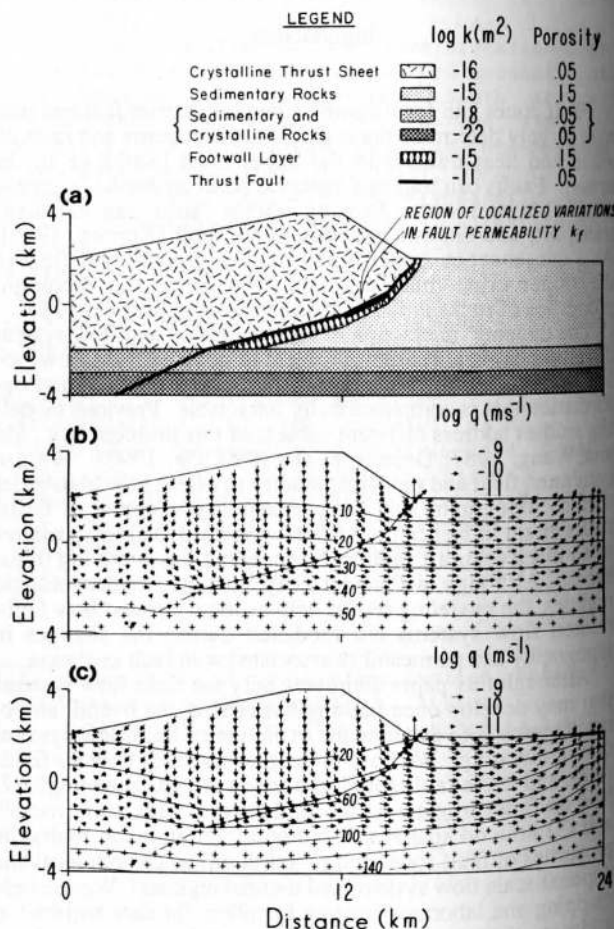 LEGEND
log k(m²) Porosity
Crystalline Thrust Sheet -16 .05
Sedimentary Rocks -15 .15
{ Sedimentary and -18 .05 }
Crystalline Rocks -22 .05
Footwall Layer -15 .15
Thrust Fault -11 .05
(a)
REGION OF LOCALIZED VARIATIONS
IN FAULT PERMEABILITY kf
Elevation (km)
4
0
-4
log q (ms⁻¹)
(b)
9
10
Elevation (km)
4
0
4
10
20
30
40
50
log q (ms⁻¹)
(c)
9
10
Elevation (km)
4
0
-4
20
60
100
140
0 12 24
Distance (km)